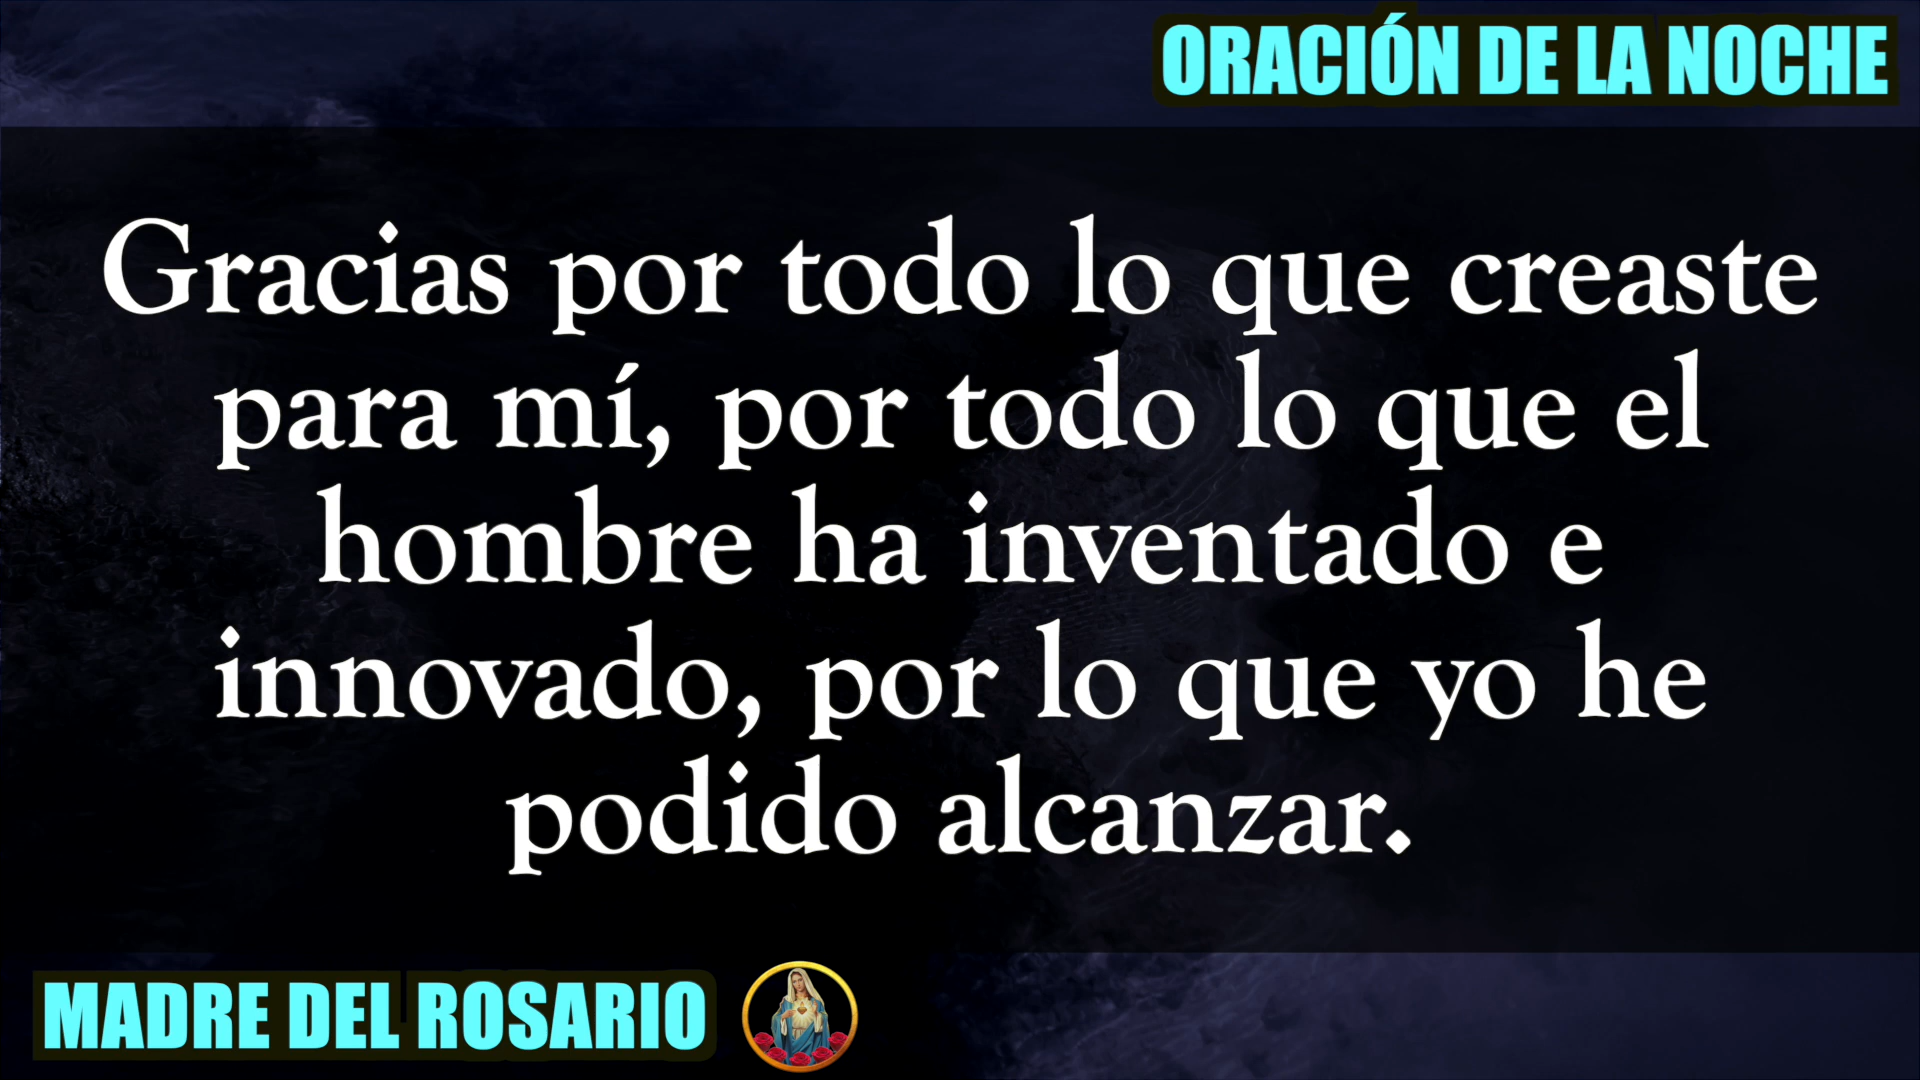 ORACIÓN DE LA NOCHE
Gracias por todo lo que creaste
para mí, por todo lo que el
hombre ha inventado e
innovado, por lo que yo he
podido alcanzar.
MADRE DEL ROSARIO